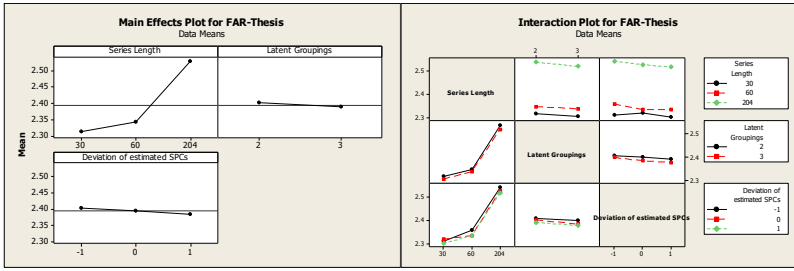 Main Effects Plot for FAR-Thesis
Data Means
Series Length
Latent Groupings
2.50
2.45
2.40
2.35
2.30
30 60 204
2 3
Deviation of estimated SPCs
2.50
2.45
2.40
2.35
2.30
-1 0 1
Mean
Interaction Plot for FAR-Thesis
Data Means
2 3
2.5
2.4
2.3
Series Length
2.5
2.4
2.3
Latent Groupings
2.5
2.4
2.3
Deviation of estimated SPCs
30 60 204
-1 0 1
Series
Length
30
60
204
Latent
Groupings
2
3
Deviation of
estimated SPCs
-1
0
1